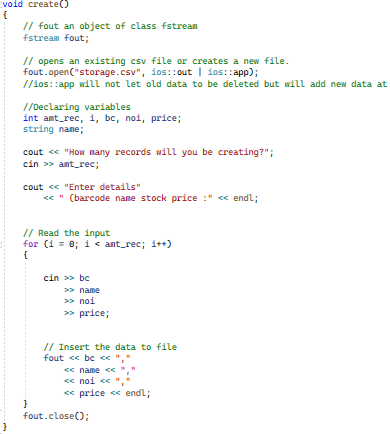 void create()
{
// fout an object of class fstream
fstream fout;
// opens an existing csv file or creates a new file.
fout.open("storage.csv", ios::out | ios::app);
//ios::app will not let old data to be deleted but will add new data at
//Declaring variables
int amt_rec, i, bc, noi, price;
string name;
cout << "How many records will you be creating?";
cin >> amt_rec;
cout << "Enter details"
<< " (barcode name stock price :" << endl;
// Read the input
for (i = 0; i < amt_rec; i++)
{
cin >> bc
>> name
>> noi
>> price;
// Insert the data to file
fout << bc << ","
<< name << ","
<< noi << ","
<< price << endl;
}
fout.close();
}